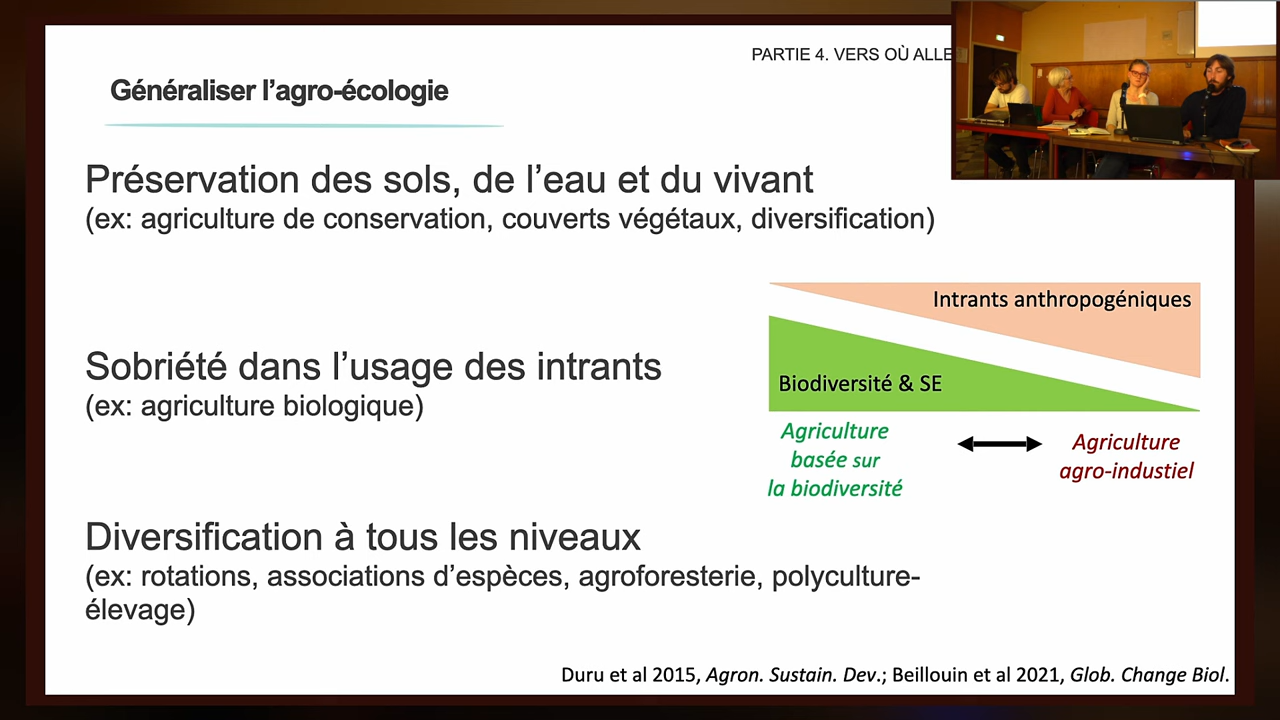 PARTIE 4. VERS OÙ ALLE
Généraliser l’agro-écologie
Préservation des sols, de l’eau et du vivant
(ex: agriculture de conservation, couverts végétaux, diversification)
Intrants anthropogéniques
Sobriété dans l’usage des intrants
(ex: agriculture biologique)
Biodiversité & SE
Agriculture
basée sur
la biodiversité
Agriculture
agro-industiel
Diversification à tous les niveaux
(ex: rotations, associations d’espèces, agroforesterie, polyculture-
élevage)
Duru et al 2015, Agron. Sustain. Dev.; Beillouin et al 2021, Glob. Change Biol.